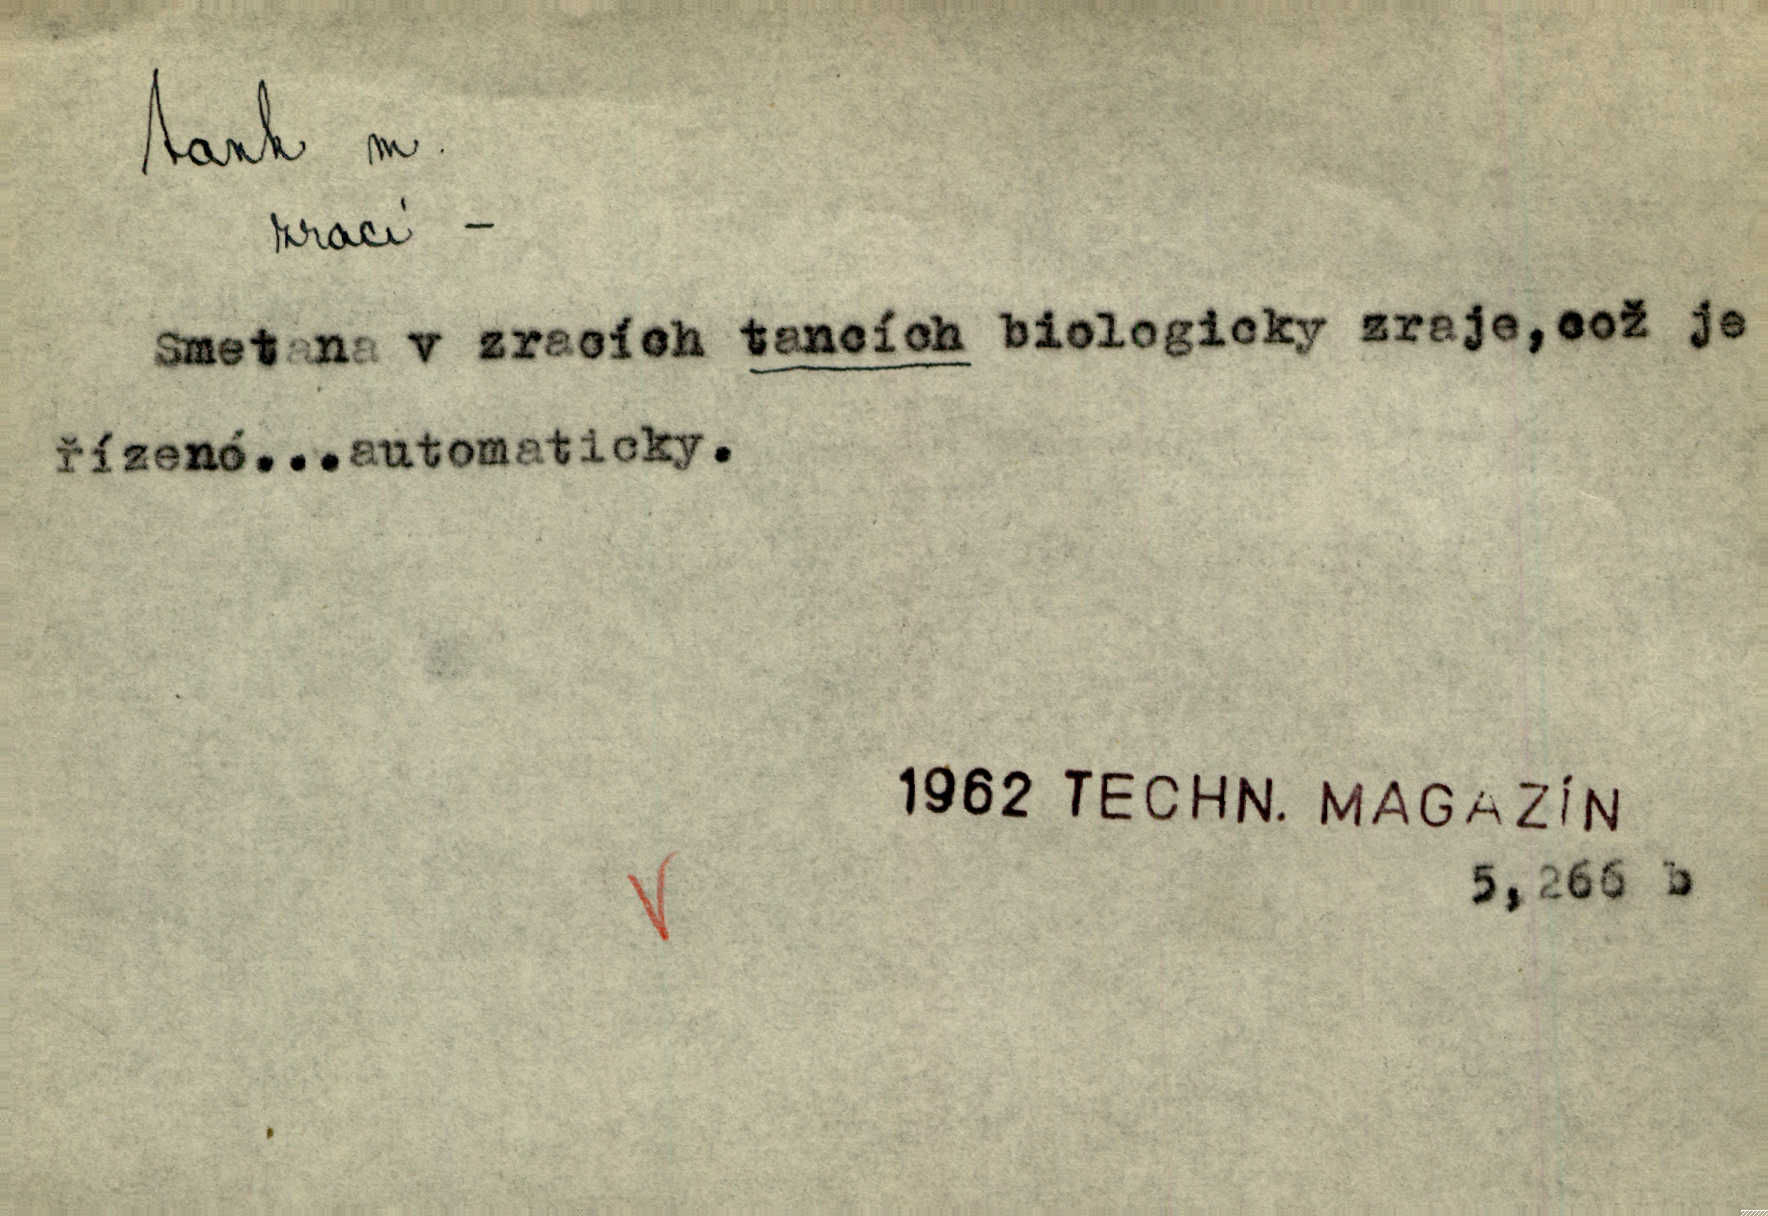 tank m.
zrací –
Smetana v zracích tancích biologicky zraje,což je
řízenó...automaticky.
1962 TECHN. MAGAZÍN
5,266 b